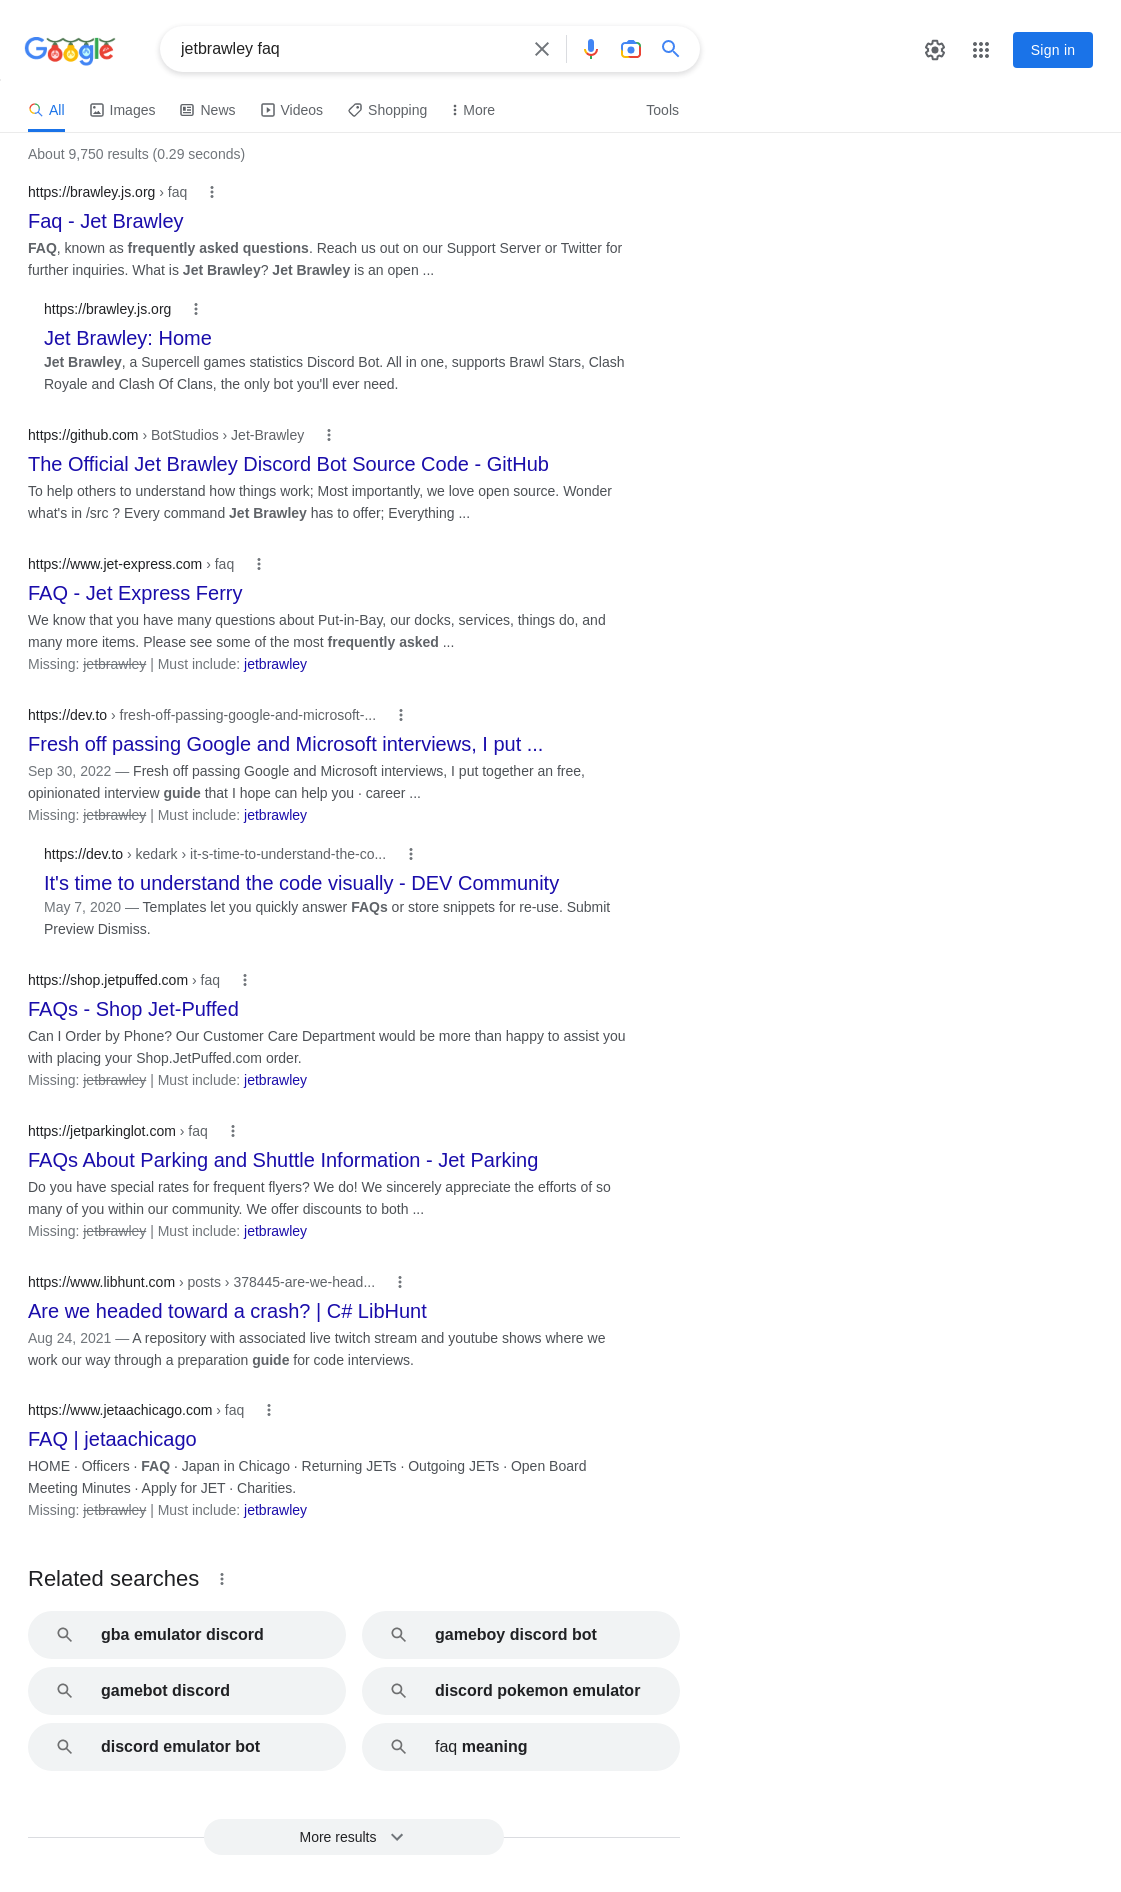 Google
jetbrawley faq
Sign in
All
Images
News
Videos
Shopping
More
Tools
About 9,750 results (0.29 seconds)
https://brawley.js.org › faq
Faq - Jet Brawley
FAQ, known as frequently asked questions. Reach us out on our Support Server or Twitter for
further inquiries. What is Jet Brawley? Jet Brawley is an open ...
https://brawley.js.org
Jet Brawley: Home
Jet Brawley, a Supercell games statistics Discord Bot. All in one, supports Brawl Stars, Clash
Royale and Clash Of Clans, the only bot you'll ever need.
https://github.com › BotStudios › Jet-Brawley
The Official Jet Brawley Discord Bot Source Code - GitHub
To help others to understand how things work; Most importantly, we love open source. Wonder
what's in /src ? Every command Jet Brawley has to offer; Everything ...
https://www.jet-express.com › faq
FAQ - Jet Express Ferry
We know that you have many questions about Put-in-Bay, our docks, services, things do, and
many more items. Please see some of the most frequently asked ...
Missing: jetbrawley | Must include: jetbrawley
https://dev.to › fresh-off-passing-google-and-microsoft-...
Fresh off passing Google and Microsoft interviews, I put ...
Sep 30, 2022 — Fresh off passing Google and Microsoft interviews, I put together an free,
opinionated interview guide that I hope can help you · career ...
Missing: jetbrawley | Must include: jetbrawley
https://dev.to › kedark › it-s-time-to-understand-the-co...
It's time to understand the code visually - DEV Community
May 7, 2020 — Templates let you quickly answer FAQs or store snippets for re-use. Submit
Preview Dismiss.
https://shop.jetpuffed.com › faq
FAQs - Shop Jet-Puffed
Can I Order by Phone? Our Customer Care Department would be more than happy to assist you
with placing your Shop.JetPuffed.com order.
Missing: jetbrawley | Must include: jetbrawley
https://jetparkinglot.com › faq
FAQs About Parking and Shuttle Information - Jet Parking
Do you have special rates for frequent flyers? We do! We sincerely appreciate the efforts of so
many of you within our community. We offer discounts to both ...
Missing: jetbrawley | Must include: jetbrawley
https://www.libhunt.com › posts › 378445-are-we-head...
Are we headed toward a crash? | C# LibHunt
Aug 24, 2021 — A repository with associated live twitch stream and youtube shows where we
work our way through a preparation guide for code interviews.
https://www.jetaachicago.com › faq
FAQ | jetaachicago
HOME · Officers · FAQ · Japan in Chicago · Returning JETs · Outgoing JETs · Open Board
Meeting Minutes · Apply for JET · Charities.
Missing: jetbrawley | Must include: jetbrawley
Related searches
gba emulator discord
gameboy discord bot
gamebot discord
discord pokemon emulator
discord emulator bot
faq meaning
More results